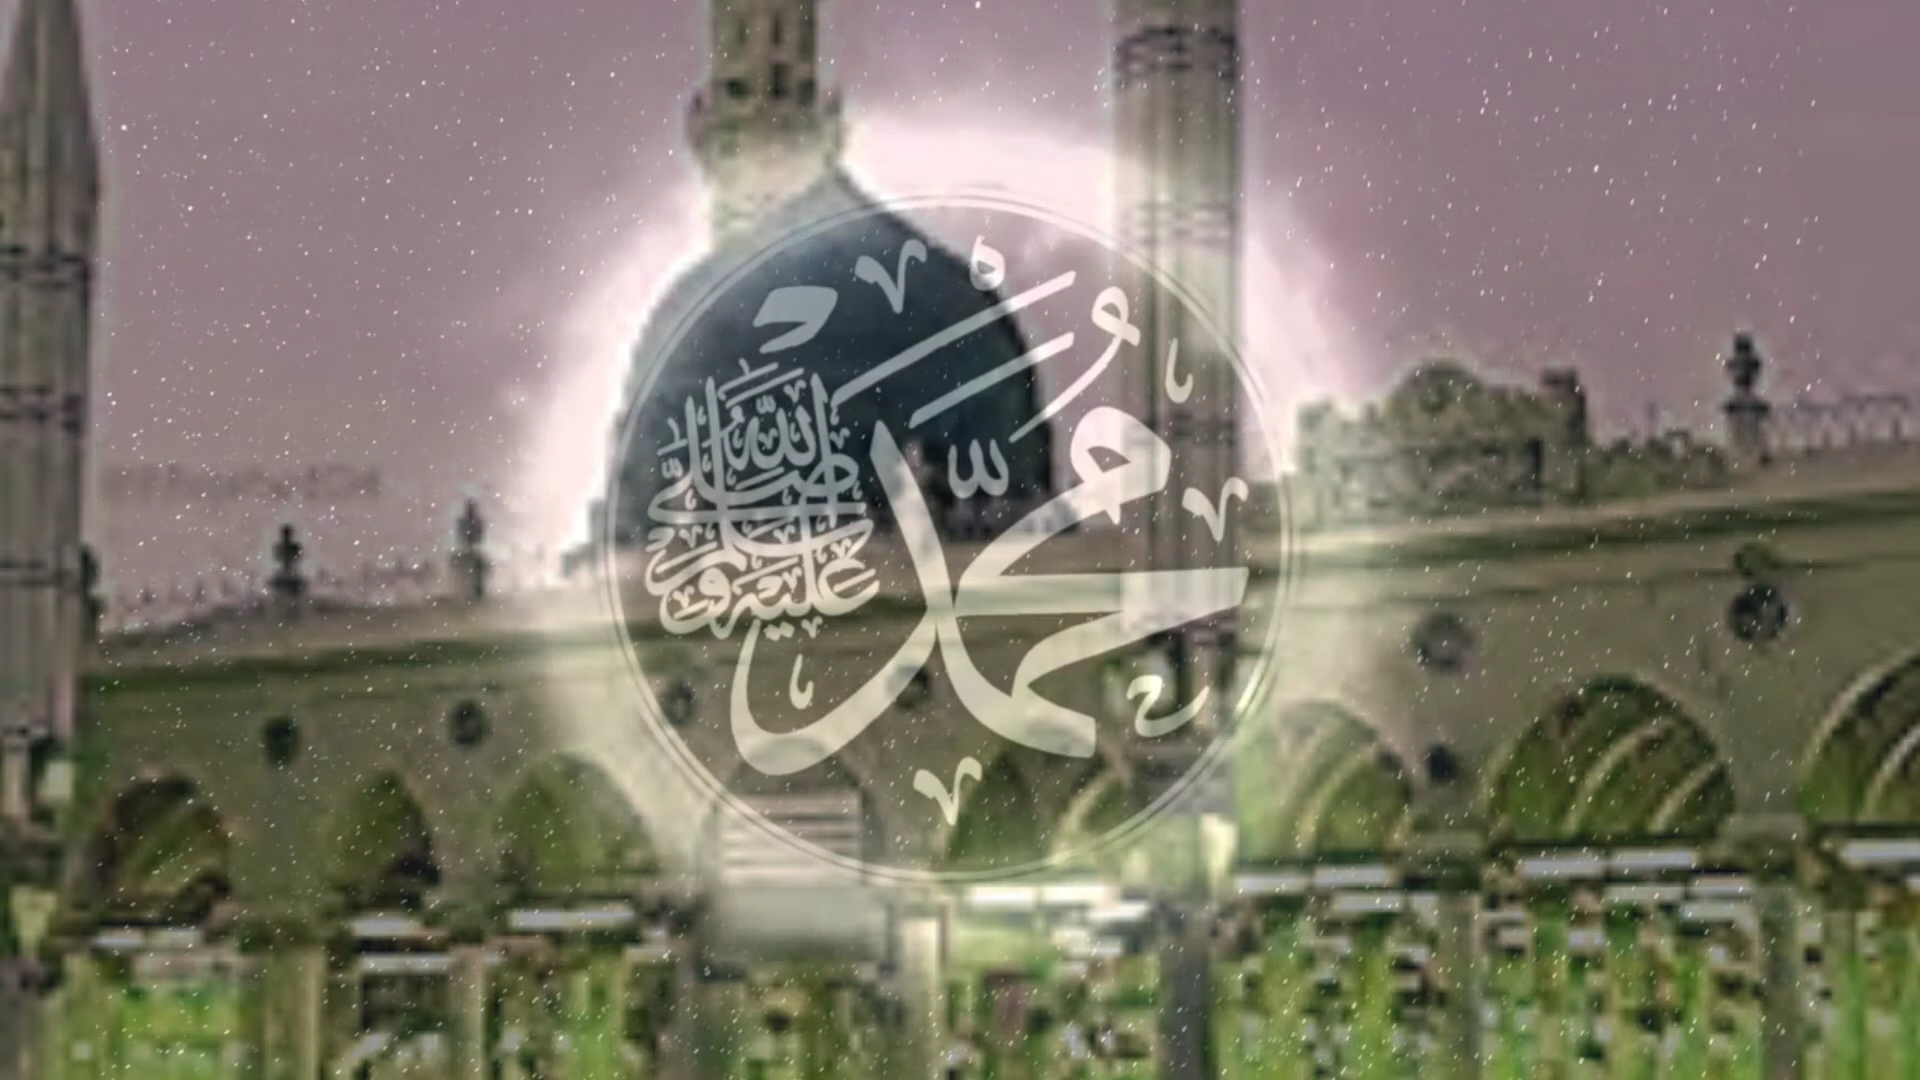 محمد
صلى الله
عليه وسلم